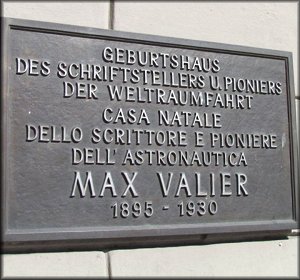 GEBURTSHAUS
DES SCHRIFTSTELLERS U. PIONIERS
DER WELTRAUMFAHRT
CASA NATALE
DELLO SCRITTORE E PIONIERE
DELL'ASTRONAUTICA
MAX VALIER
1895 - 1930